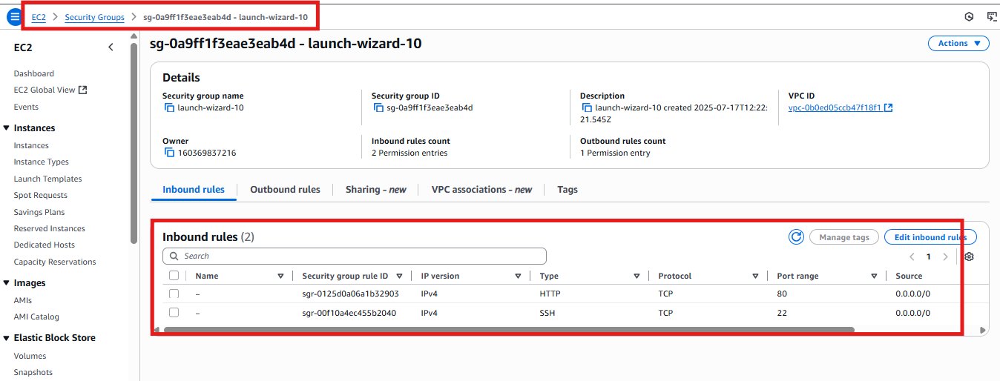 EC2 > Security Groups > sg-0a9ff1f3eae3eab4d - launch-wizard-10
EC2
Dashboard
EC2 Global View
Events
Instances
Instances
Instance Types
Launch Templates
Spot Requests
Savings Plans
Reserved Instances
Dedicated Hosts
Capacity Reservations
Images
AMIs
AMI Catalog
Elastic Block Store
Volumes
Snapshots
sg-0a9ff1f3eae3eab4d - launch-wizard-10
Actions
Details
Security group name
launch-wizard-10
Security group ID
sg-0a9ff1f3eae3eab4d
Description
launch-wizard-10 created 2025-07-17T12:22:
21.545Z
VPC ID
vpc-0b0ed05ccb47f18f1
Owner
160369837216
Inbound rules count
2 Permission entries
Outbound rules count
1 Permission entry
Inbound rules Outbound rules Sharing - new VPC associations - new Tags
Inbound rules (2)
Manage tags Edit inbound rules
Search
1
Name Security group rule ID IP version Type Protocol Port range Source
– sgr-0125d0a06a1b32903 IPv4 HTTP TCP 80 0.0.0.0/0
– sgr-00f10a4ec455b2040 IPv4 SSH TCP 22 0.0.0.0/0